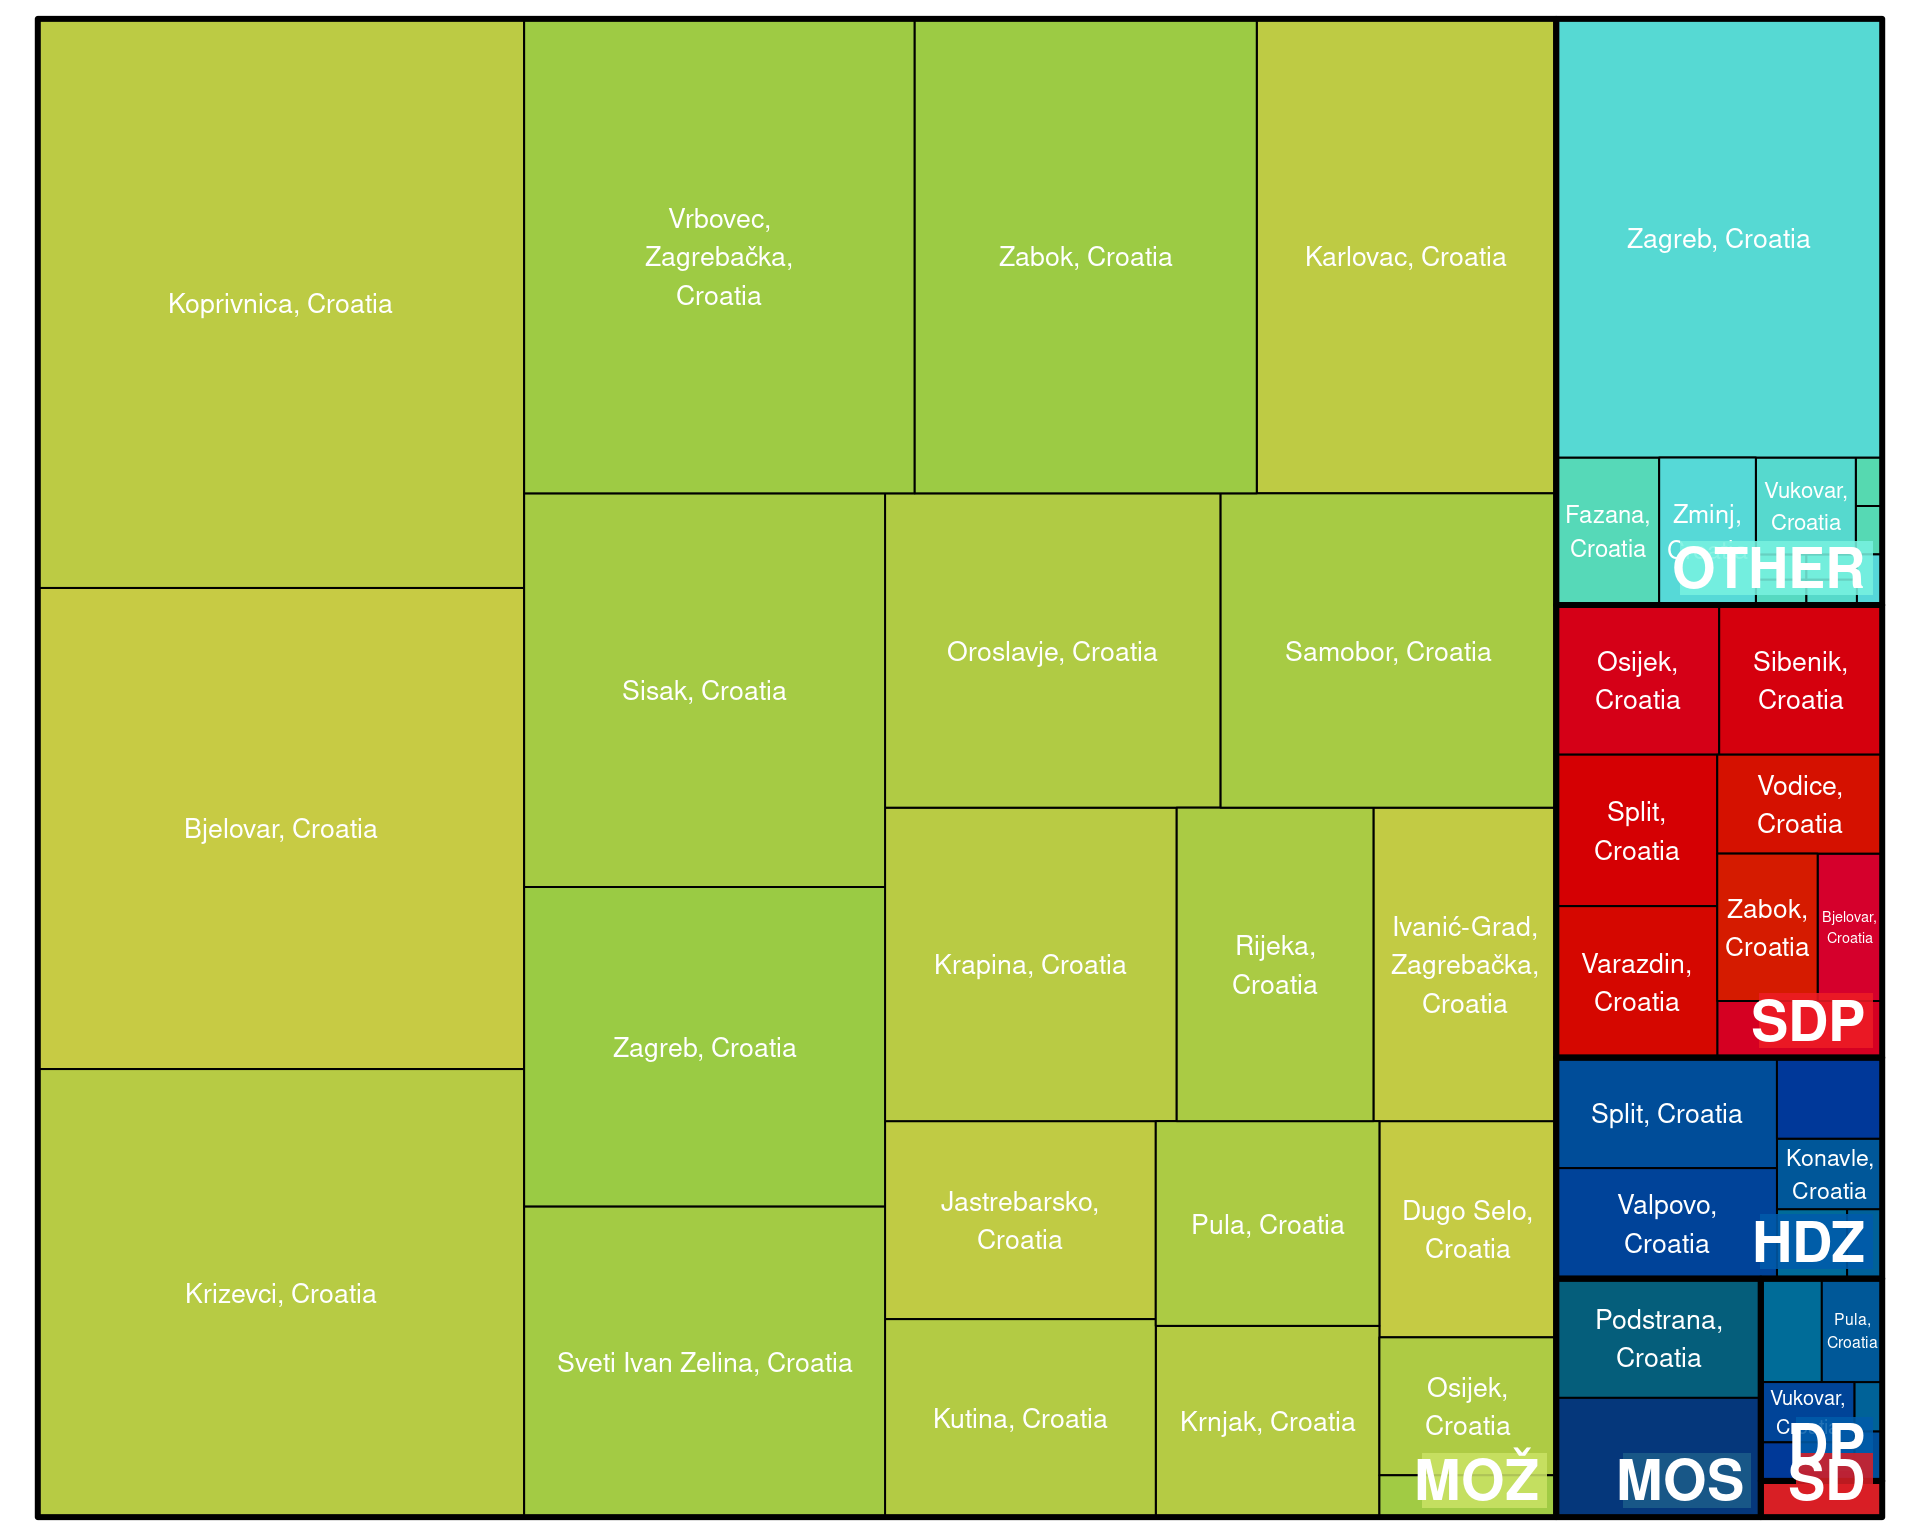 Koprivnica, Croatia
Bjelovar, Croatia
Krizevci, Croatia
Vrbovec,
Zagrebačka,
Croatia
Zabok, Croatia
Karlovac, Croatia
Sisak, Croatia
Oroslavje, Croatia
Samobor, Croatia
Zagreb, Croatia
Krapina, Croatia
Rijeka,
Croatia
Ivanić-Grad,
Zagrebačka,
Croatia
Sveti Ivan Zelina, Croatia
Jastrebarsko,
Croatia
Pula, Croatia
Dugo Selo,
Croatia
Kutina, Croatia
Krnjak, Croatia
Osijek,
Croatia
MOŽ
Zagreb, Croatia
Fazana,
Croatia
Zminj,
Vukovar,
Croatia
OTHER
Osijek,
Croatia
Sibenik,
Croatia
Split,
Croatia
Vodice,
Croatia
Varazdin,
Croatia
Zabok,
Croatia
Bjelovar,
Croatia
SDP
Split, Croatia
Valpovo,
Croatia
Konavle,
Croatia
HDZ
Podstrana,
Croatia
MOS
Pula,
Croatia
Vukovar,
DP
SD